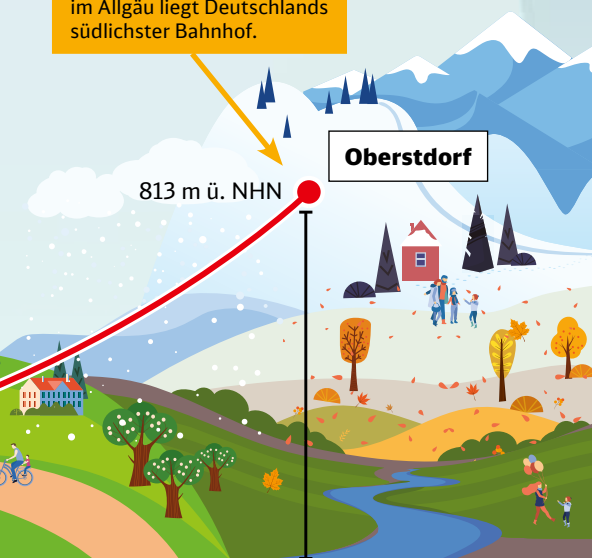 im Allgäu liegt Deutschlands
südlichster Bahnhof.
Oberstdorf
813 m ü. NHN